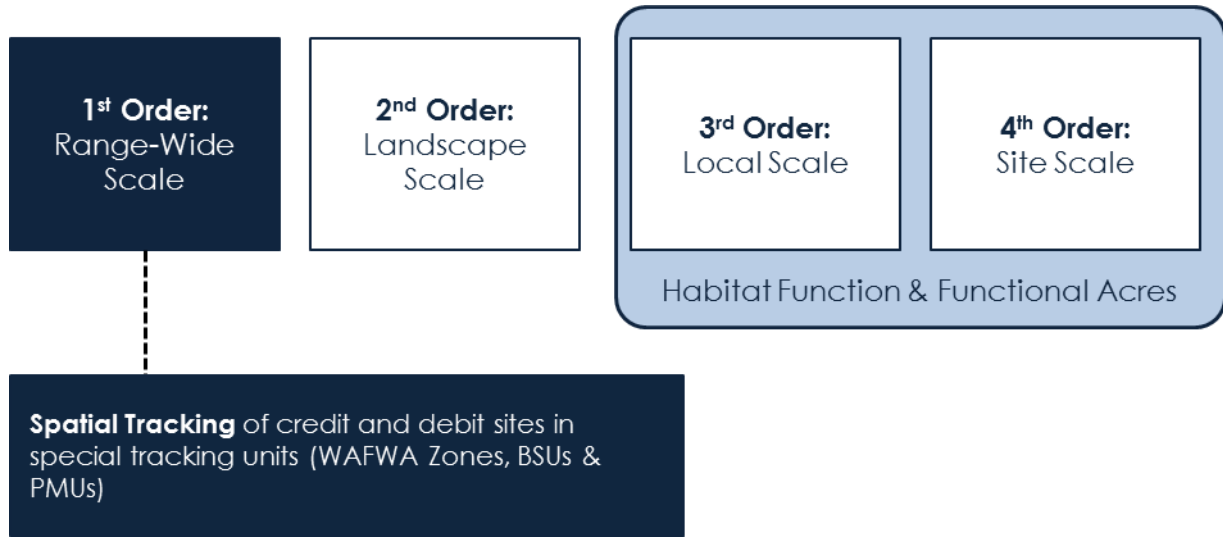 1st Order:
Range-Wide
Scale
2nd Order:
Landscape
Scale
3rd Order:
Local Scale
4th Order:
Site Scale
Habitat Function & Functional Acres
Spatial Tracking of credit and debit sites in
special tracking units (WAFWA Zones, BSUs &
PMUs)